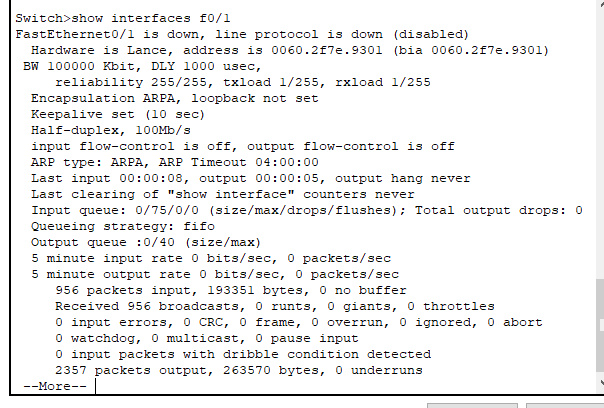 Switch>show interfaces f0/1
FastEthernet0/1 is down, line protocol is down (disabled)
Hardware is Lance, address is 0060.2f7e.9301 (bia 0060.2f7e.9301)
BW 100000 Kbit, DLY 1000 usec,
reliability 255/255, txload 1/255, rxload 1/255
Encapsulation ARPA, loopback not set
Keepalive set (10 sec)
Half-duplex, 100Mb/s
input flow-control is off, output flow-control is off
ARP type: ARPA, ARP Timeout 04:00:00
Last input 00:00:08, output 00:00:05, output hang never
Last clearing of "show interface" counters never
Input queue: 0/75/0/0 (size/max/drops/flushes); Total output drops: 0
Queueing strategy: fifo
Output queue :0/40 (size/max)
5 minute input rate 0 bits/sec, 0 packets/sec
5 minute output rate 0 bits/sec, 0 packets/sec
956 packets input, 193351 bytes, 0 no buffer
Received 956 broadcasts, 0 runts, 0 giants, 0 throttles
0 input errors, 0 CRC, 0 frame, 0 overrun, 0 ignored, 0 abort
0 watchdog, 0 multicast, 0 pause input
0 input packets with dribble condition detected
2357 packets output, 263570 bytes, 0 underruns
--More--